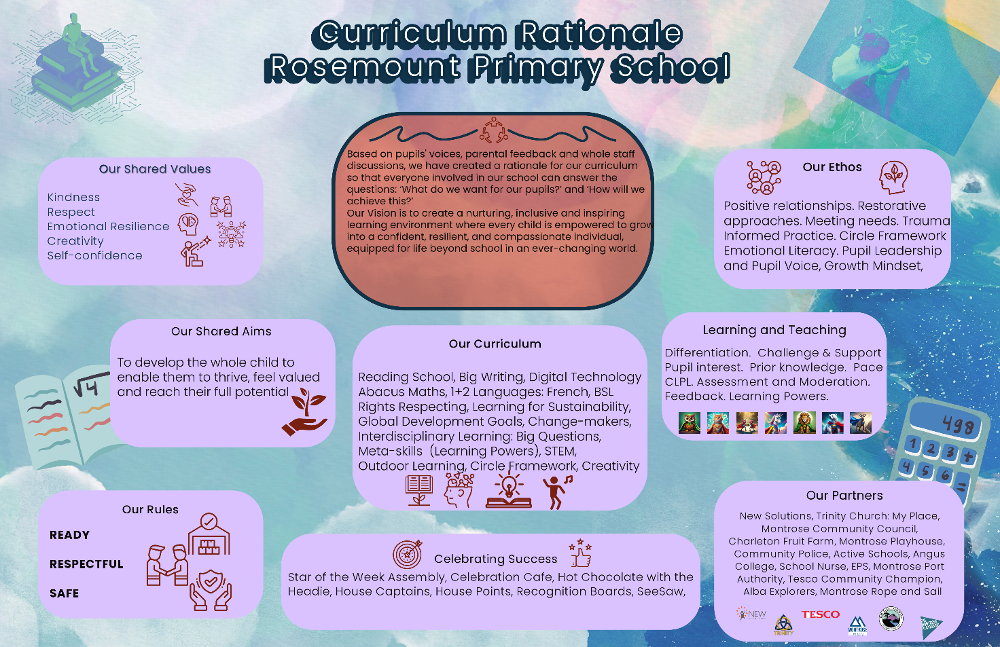 Curriculum Rationale
Rosemount Primary School
Based on pupils' voices, parental feedback and whole staff
discussions, we have created a rationale for our curriculum
so that everyone involved in our school can answer the
questions: 'What do we want for our pupils?' and 'How will we
achieve this?'
Our Vision is to create a nurturing, inclusive and inspiring
learning environment where every child is empowered to grow
into a confident, resilient, and compassionate individual,
equipped for life beyond school in an ever-changing world.
Our Shared Values
Kindness
Respect
Emotional Resilience
Creativity
Self-confidence
Our Ethos
Positive relationships. Restorative
approaches. Meeting needs. Trauma
Informed Practice. Circle Framework
Emotional Literacy. Pupil Leadership
and Pupil Voice, Growth Mindset,
Our Shared Aims
To develop the whole child to
enable them to thrive, feel valued
and reach their full potential
√4
Our Curriculum
Reading School, Big Writing, Digital Technology
Abacus Maths, 1+2 Languages: French, BSL
Rights Respecting, Learning for Sustainability,
Global Development Goals, Change-makers,
Interdisciplinary Learning: Big Questions,
Meta-skills (Learning Powers), STEM,
Outdoor Learning, Circle Framework, Creativity
Learning and Teaching
Differentiation. Challenge & Support
Pupil interest. Prior knowledge. Pace
CLPL. Assessment and Moderation.
Feedback. Learning Powers.
498
1 2 3 +
4 5 6 =
Our Rules
READY
RESPECTFUL
SAFE
Celebrating Success
Star of the Week Assembly, Celebration Cafe, Hot Chocolate with the
Headie, House Captains, House Points, Recognition Boards, SeeSaw,
Our Partners
New Solutions, Trinity Church: My Place,
Montrose Community Council,
Charleton Fruit Farm, Montrose Playhouse,
Community Police, Active Schools, Angus
College, School Nurse, EPS, Montrose Port
Authority, Tesco Community Champion,
Alba Explorers, Montrose Rope and Sail
NEW
TRINITY
TESCO
MONTROSE